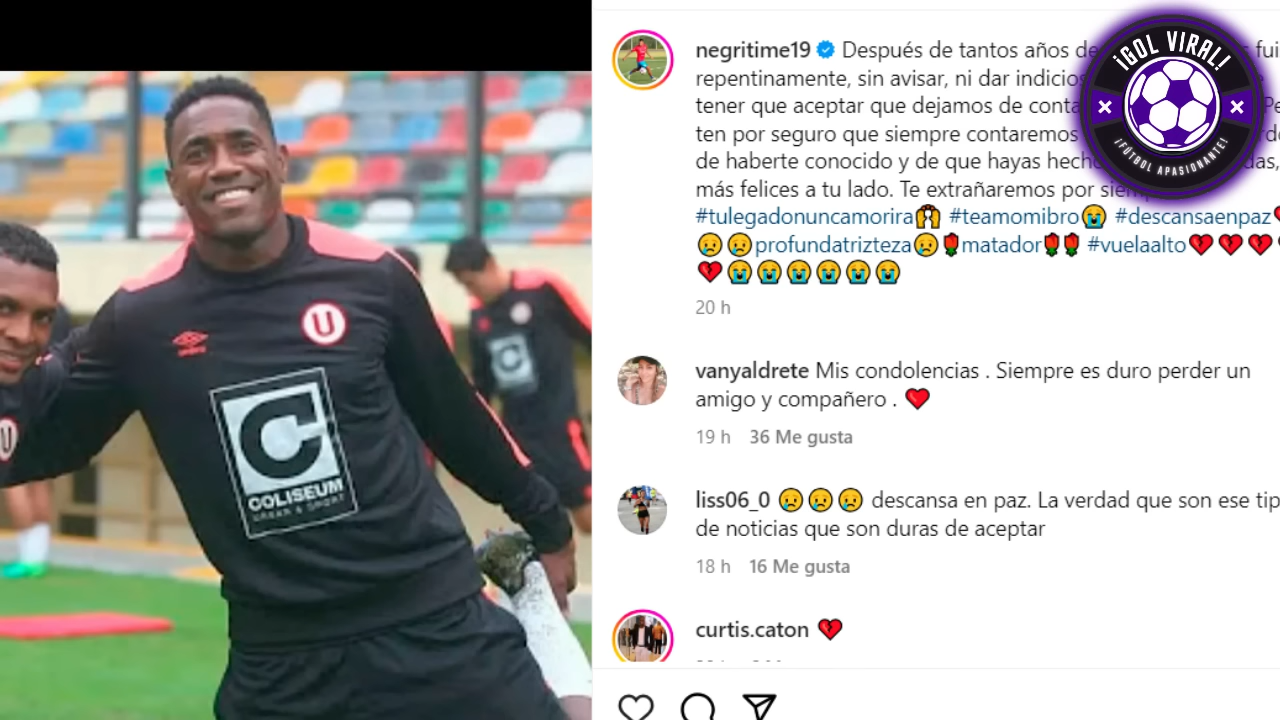 negritime19 Después de tantos años de fui
repentinamente, sin avisar, ni dar indicios
tener que aceptar que dejamos de
ten por seguro que siempre contaremos
de haberte conocido y de que hayas
más felices a tu lado. Te extrañaremos por
#tulegadonuncamorira🙌 #teamomibro😭 #descansaenpaz💔
😥😥profundatrizteza😥🌹matador🌹🌹 #vuelaalto💔💔💔
💔😭😭😭😭😭😭
20 h
vanyaldrete Mis condolencias . Siempre es duro perder un
amigo y compañero . ❤️
19 h 36 Me gusta
liss06_0 😥😥😥 descansa en paz. La verdad que son ese
de noticias que son duras de aceptar
18 h 16 Me gusta
curtis.caton 💔
¡GOL VIRAL!
¡FÚTBOL APASIONANTE!
U
umbro
C
COLISEUM
URBAN & SPORT
U
C